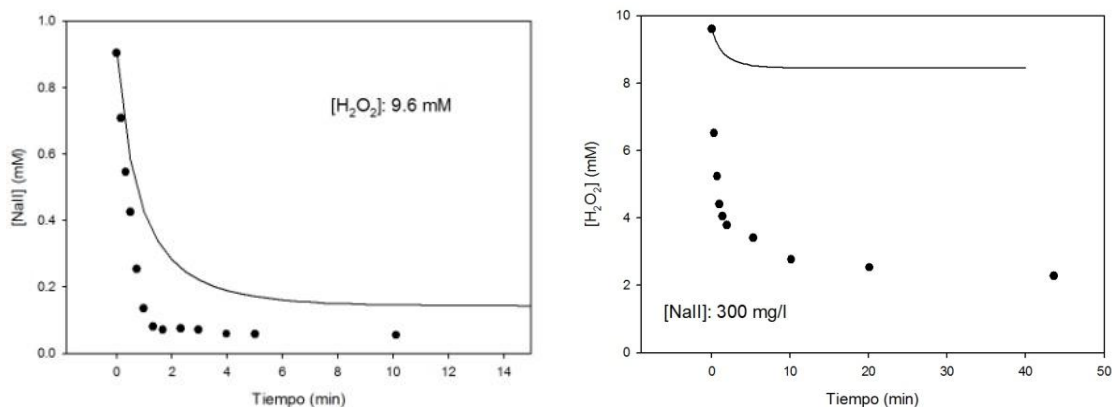 1.0
0.8
0.6
0.4
0.2
0.0
[NaII] (mM)
[H₂O₂]: 9.6 mM
0 2 4 6 8 10 12 14
Tiempo (min)
10
8
6
4
2
0
[H₂O₂] (mM)
[NaII]: 300 mg/l
0 10 20 30 40 50
Tiempo (min)